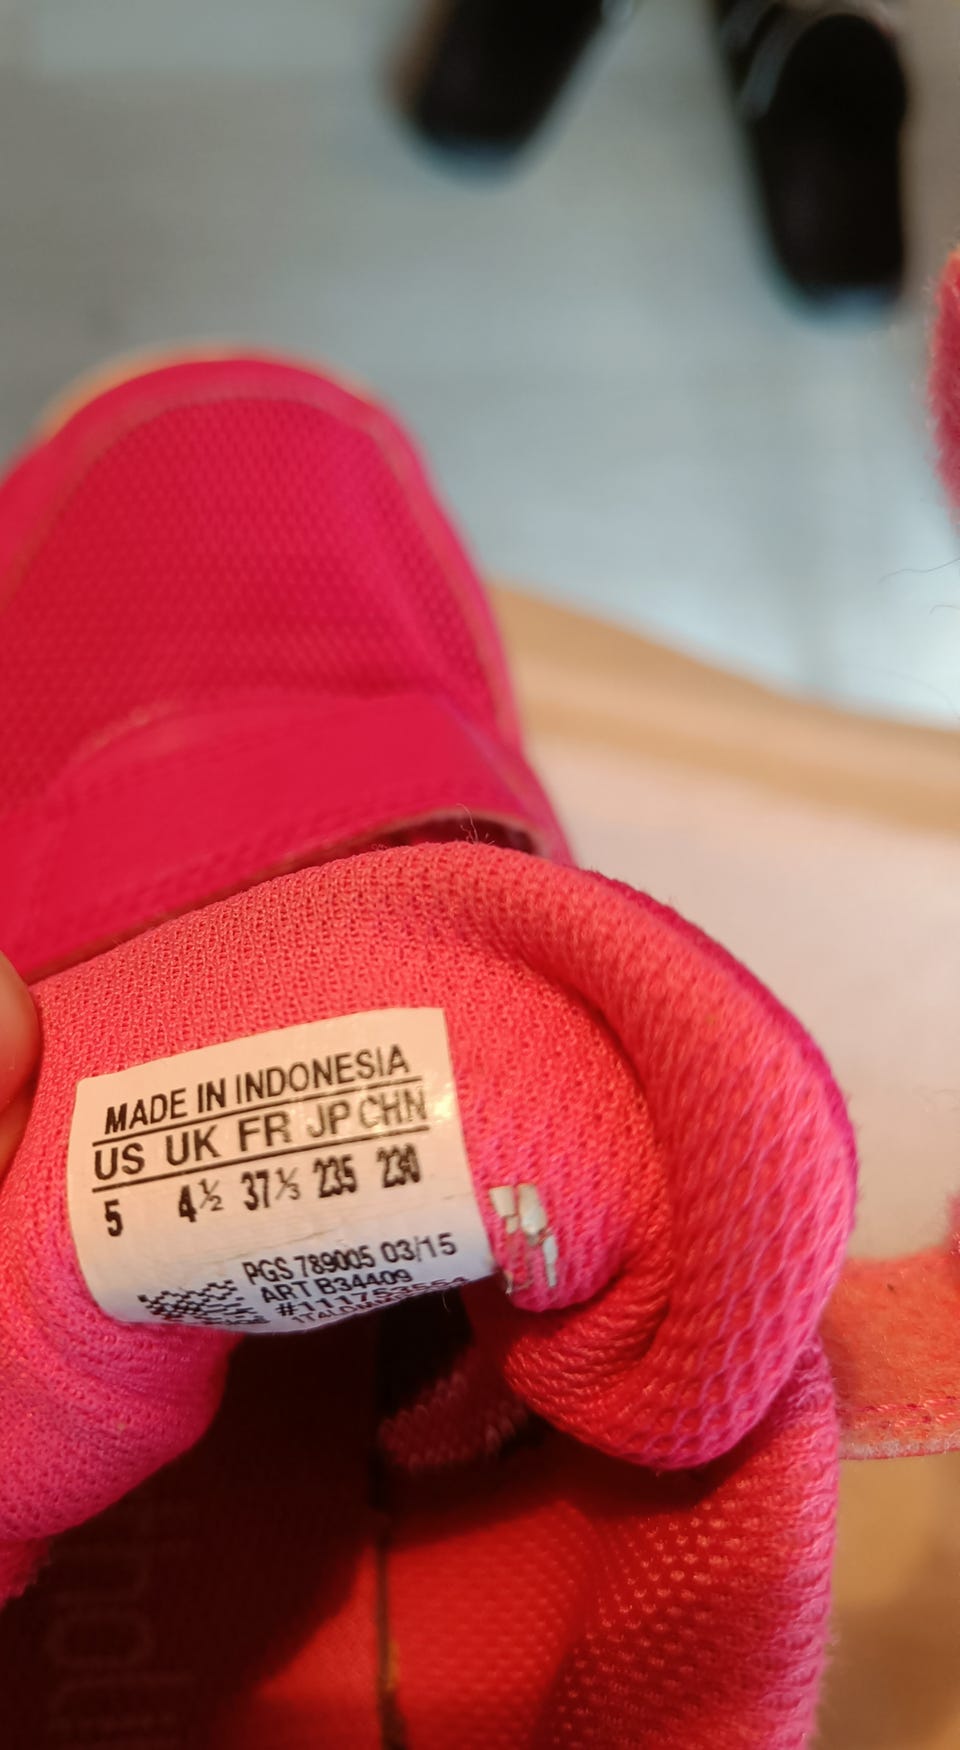 MADE IN INDONESIA
US UK FR JP CHN
5 4½ 37⅓ 235 230
PGS 789005 03/15
ART B34409